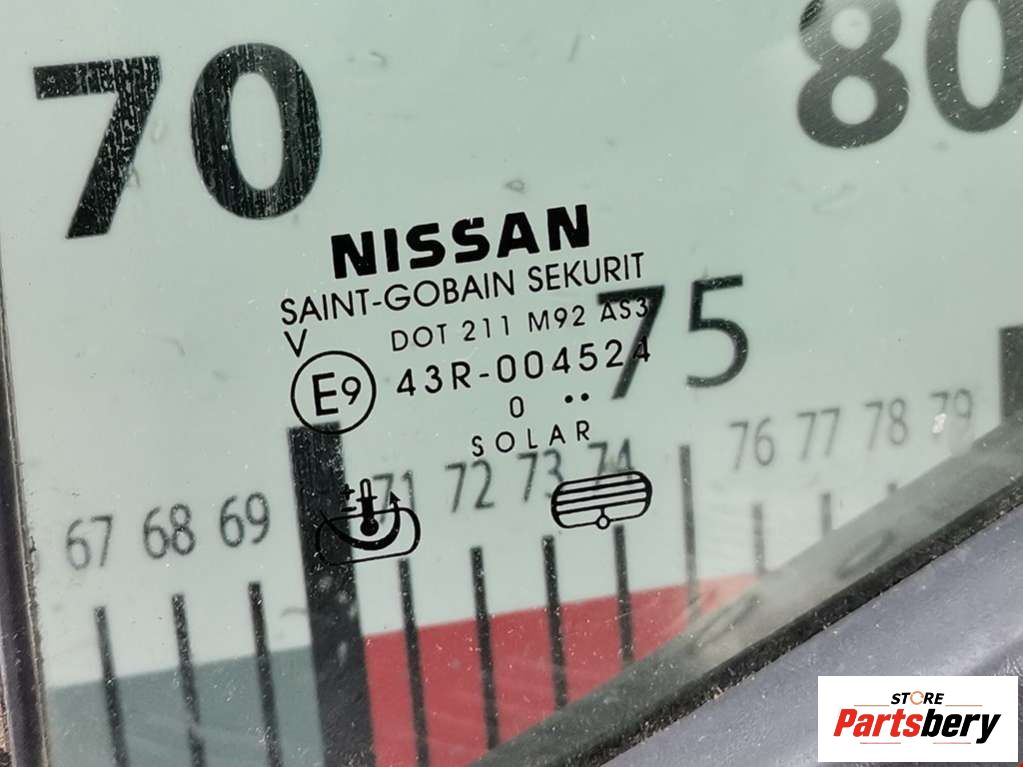 70
80
NISSAN
SAINT-GOBAIN SEKURIT
V
DOT 211 M92 AS3
75
E9 43R-004524
0 ..
SOLAR
67 68 69 71 72 73 74 76 77 78 79
STORE
Partsbery